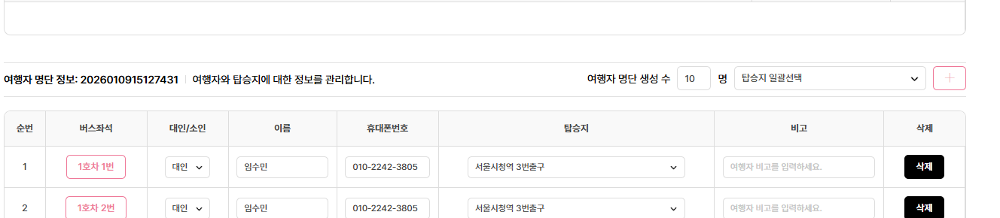 여행자 명단 정보: 2026010915127431 여행자와 탑승지에 대한 정보를 관리합니다. 여행자 명단 생성 수 10 명 탑승지 일괄선택 +
순번 버스좌석 대인/소인 이름 휴대폰번호 탑승지 비고 삭제
1 1호차 1번 대인 임수민 010-2242-3805 서울시청역 3번출구 여행자 비고를 입력하세요. 삭제
2 1호차 2번 대인 임수민 010-2242-3805 서울시청역 3번출구 여행자 비고를 입력하세요. 삭제